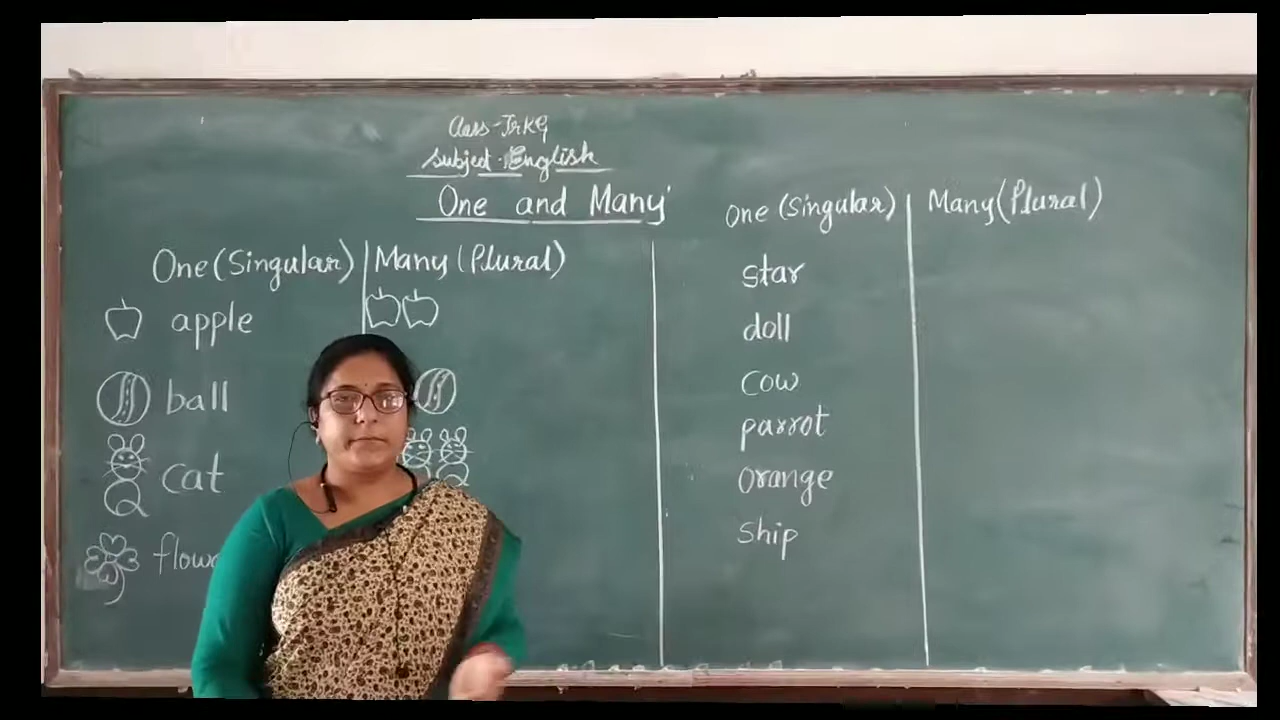 Class-Jr KG
Subject-English
One and Many
One (Singular) Many (Plural)
apple
ball
cat
One (Singular) Many (Plural)
star
doll
cow
parrot
orange
ship